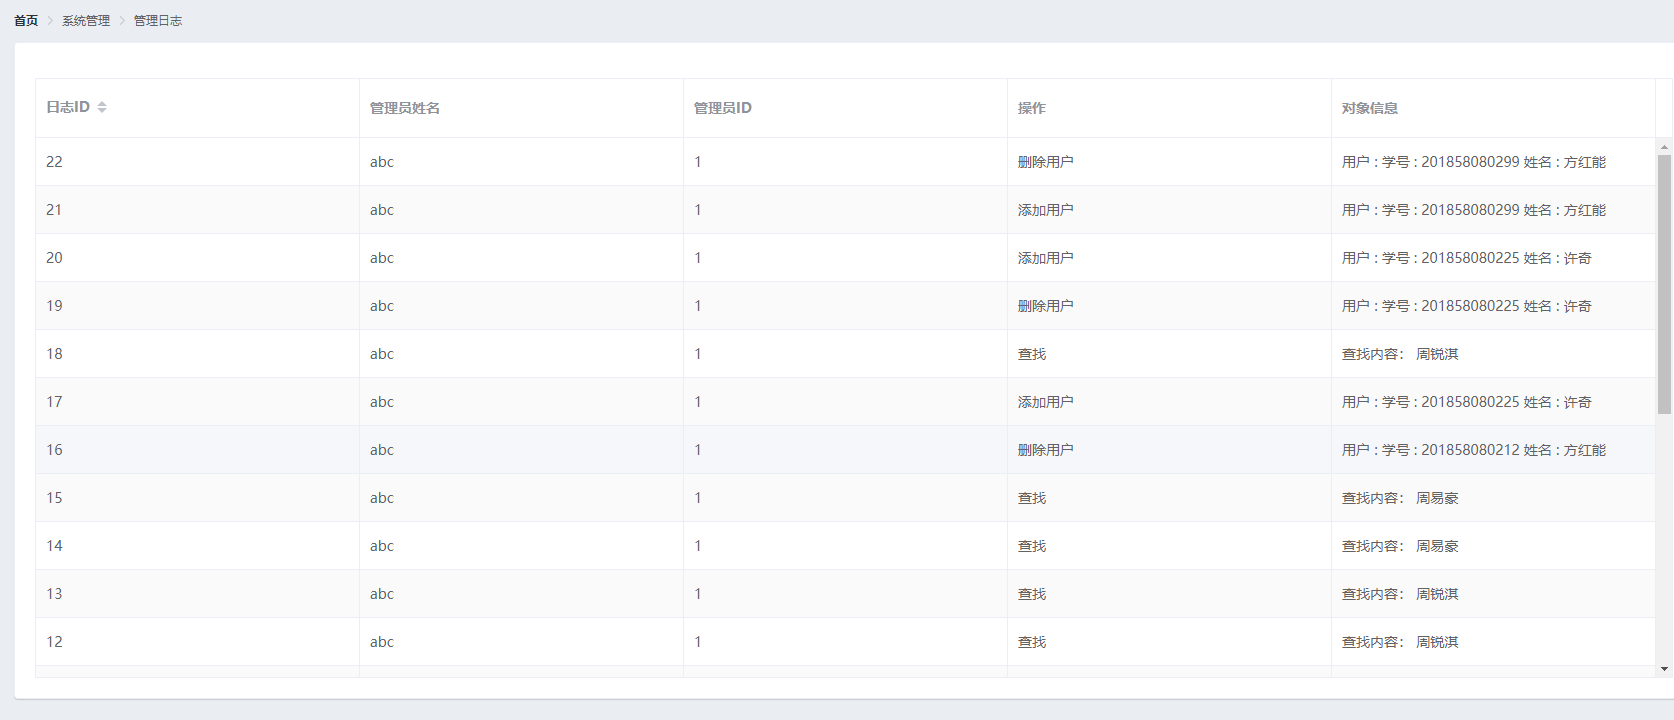 首页 > 系统管理 > 管理日志
日志ID 管理员姓名 管理员ID 操作 对象信息
22 abc 1 删除用户 用户 : 学号 : 201858080299 姓名 : 方红能
21 abc 1 添加用户 用户 : 学号 : 201858080299 姓名 : 方红能
20 abc 1 添加用户 用户 : 学号 : 201858080225 姓名 : 许奇
19 abc 1 删除用户 用户 : 学号 : 201858080225 姓名 : 许奇
18 abc 1 查找 查找内容： 周锐淇
17 abc 1 添加用户 用户 : 学号 : 201858080225 姓名 : 许奇
16 abc 1 删除用户 用户 : 学号 : 201858080212 姓名 : 方红能
15 abc 1 查找 查找内容： 周易豪
14 abc 1 查找 查找内容： 周易豪
13 abc 1 查找 查找内容： 周锐淇
12 abc 1 查找 查找内容： 周锐淇